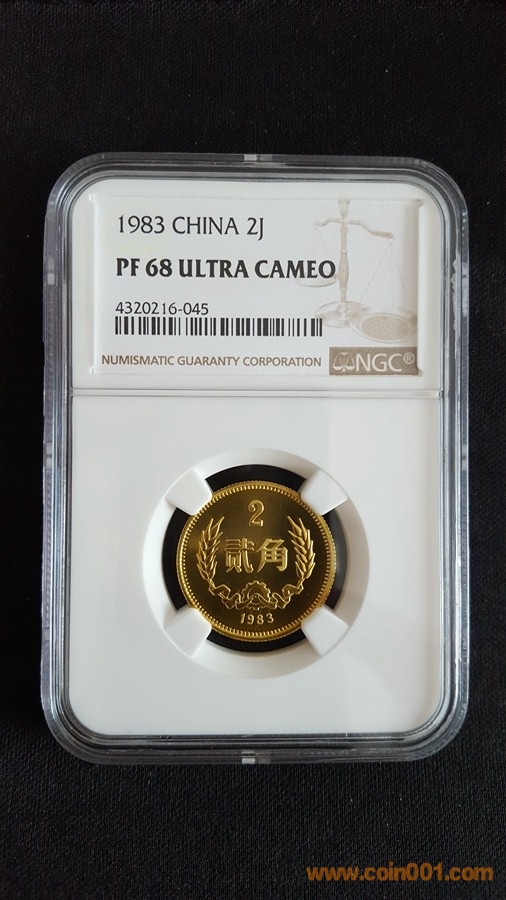 1983 CHINA 2J
PF 68 ULTRA CAMEO
4320216-045
NUMISMATIC GUARANTY CORPORATION
NGC®
2
贰角
1983
www.coin001.com